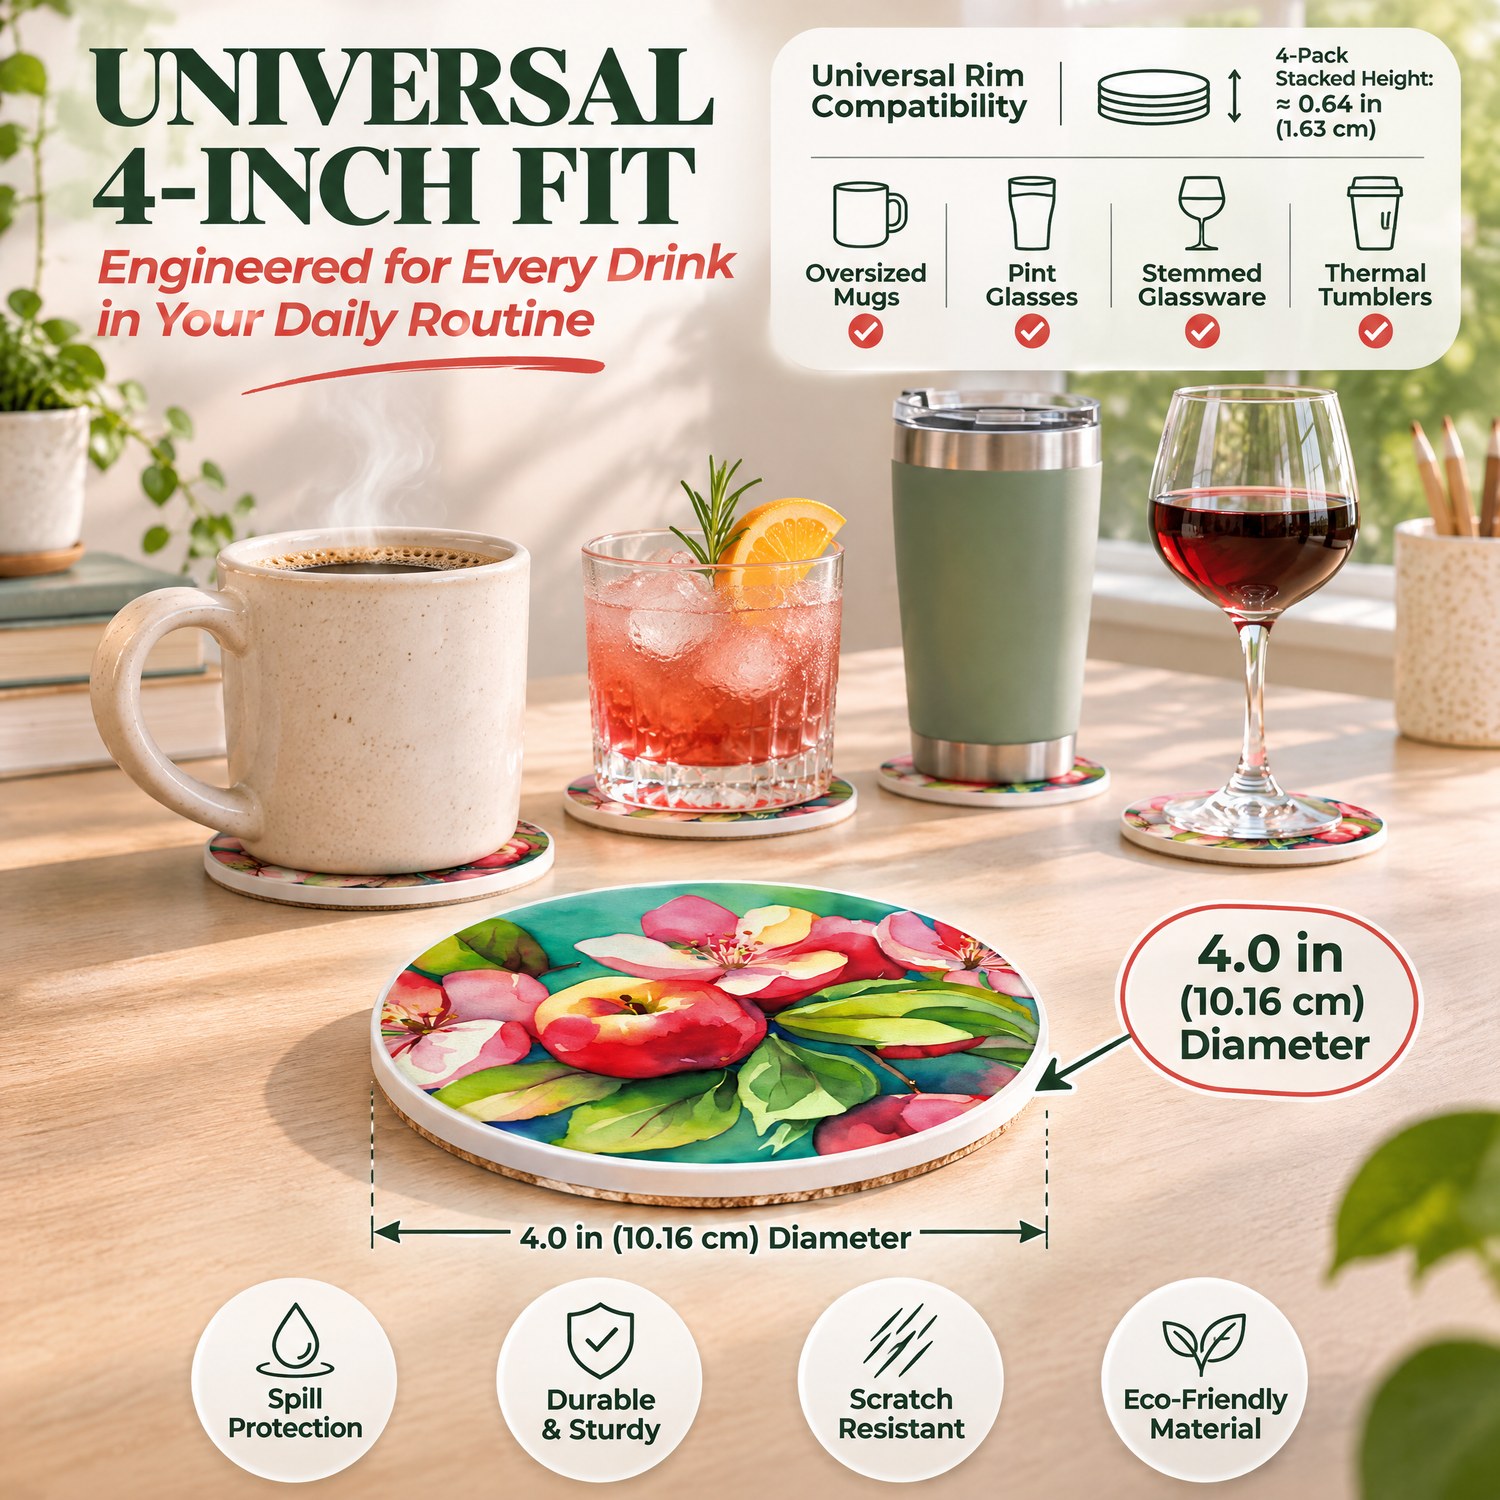 UNIVERSAL
4-INCH FIT
Engineered for Every Drink
in Your Daily Routine
Universal Rim
Compatibility
4-Pack
Stacked Height:
≈ 0.64 in
(1.63 cm)
Oversized
Mugs
Pint
Glasses
Stemmed
Glassware
Thermal
Tumblers
4.0 in
(10.16 cm)
Diameter
4.0 in (10.16 cm) Diameter
Spill
Protection
Durable
& Sturdy
Scratch
Resistant
Eco-Friendly
Material